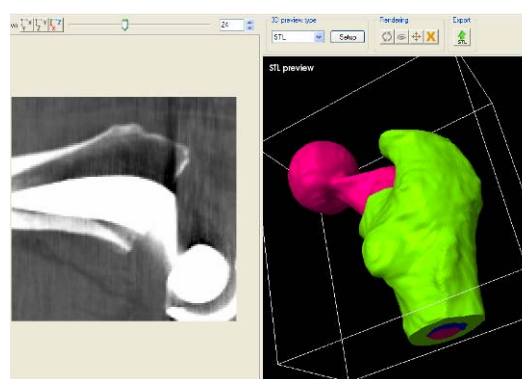 24
3D preview type
Rendering
Export
STL
Setup
STL
STL preview